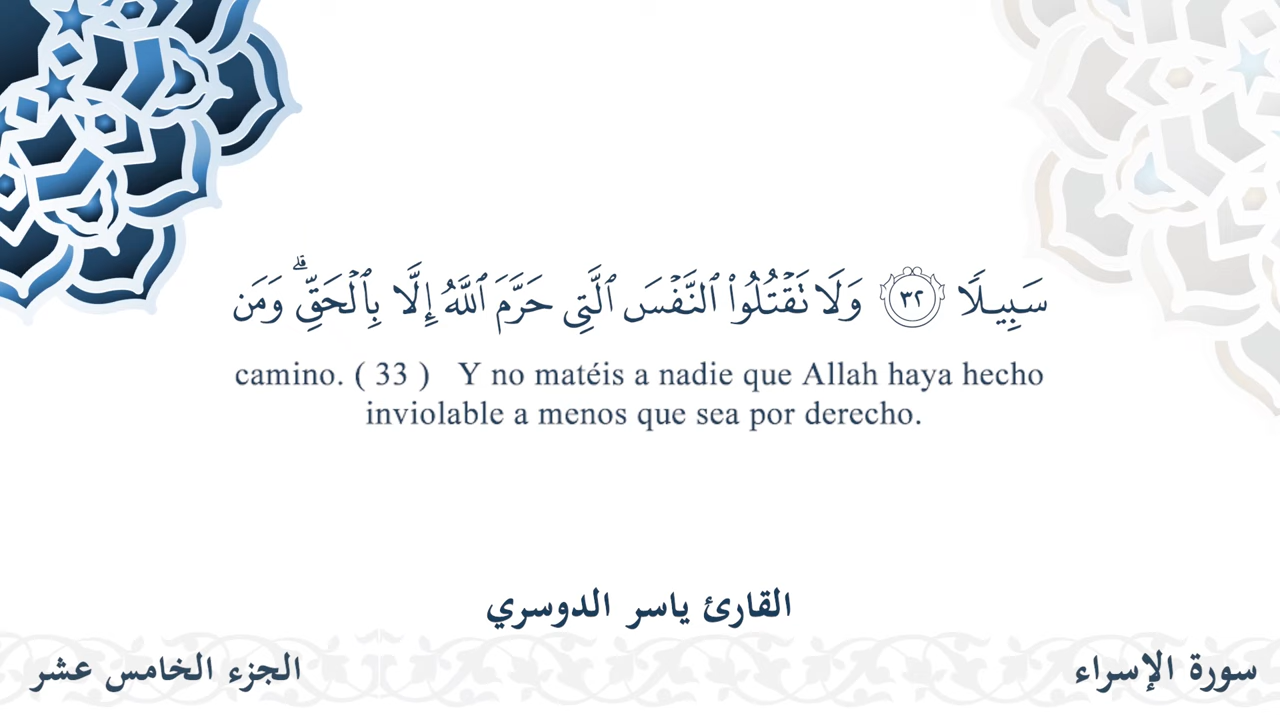 سَبِيلًا ٣٢ وَلَا تَقْتُلُوا۟ ٱلنَّفْسَ ٱلَّتِى حَرَّمَ ٱللَّهُ إِلَّا بِٱلْحَقِّ ۗ وَمَن
camino. ( 33 ) Y no matéis a nadie que Allah haya hecho
inviolable a menos que sea por derecho.
القارئ ياسر الدوسري
سورة الإسراء
الجزء الخامس عشر